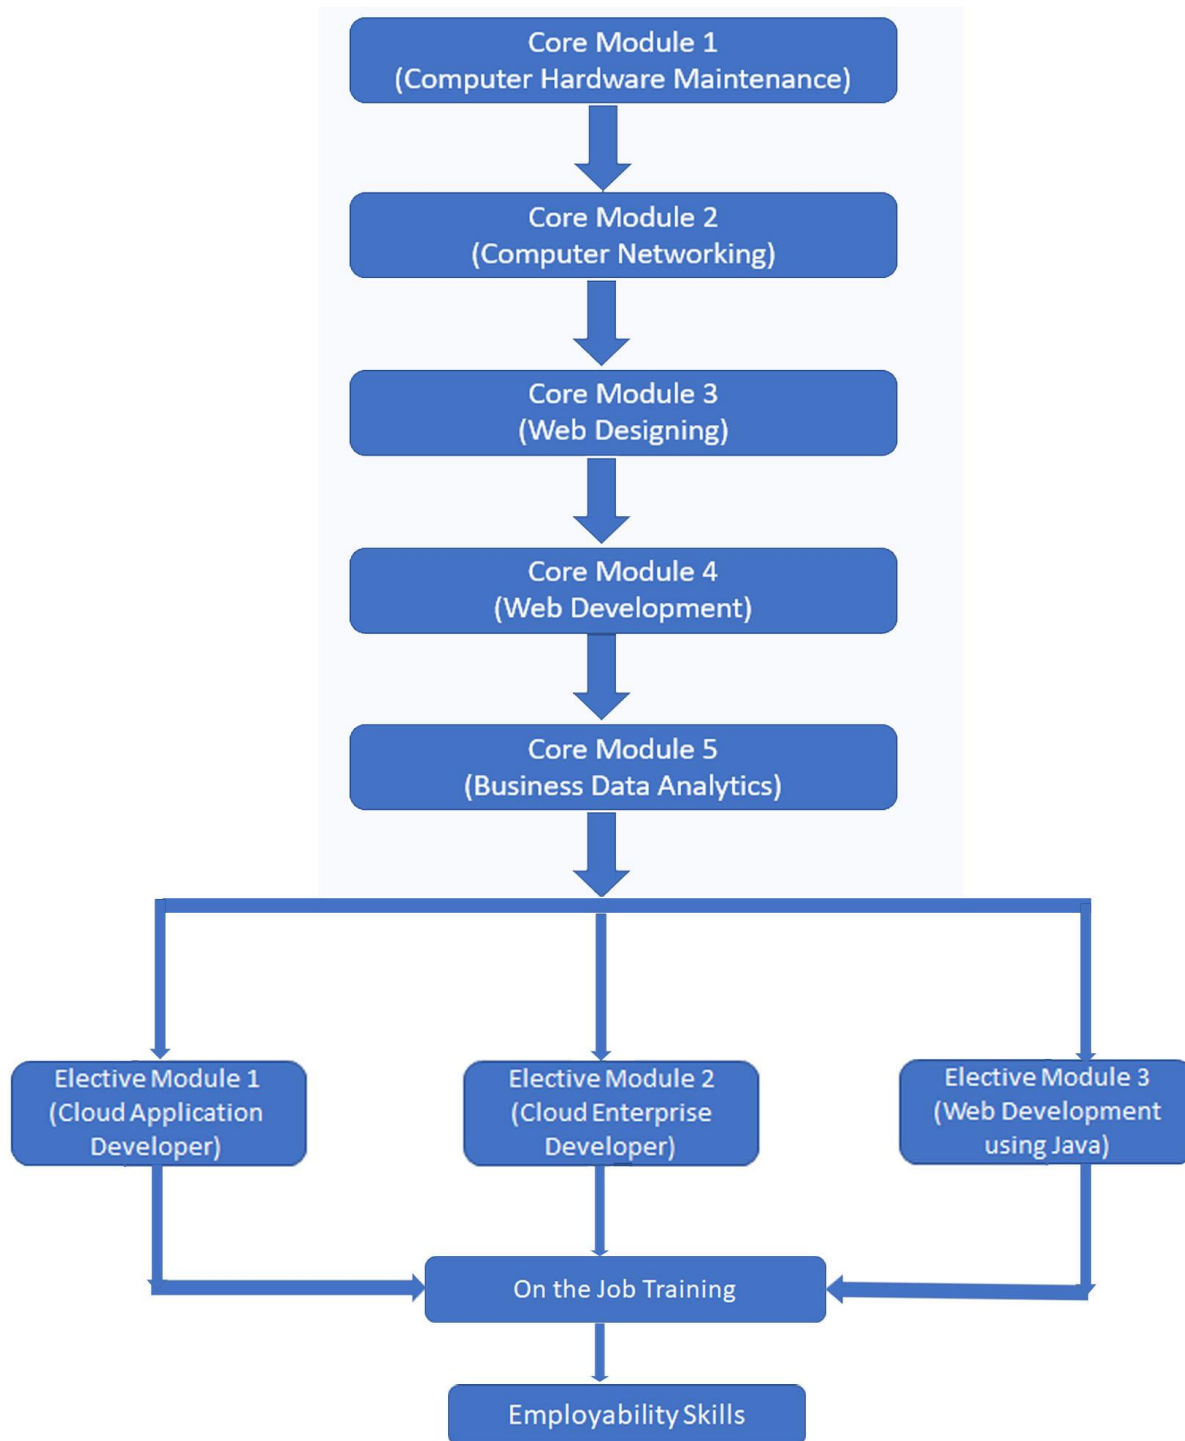 Core Module 1
(Computer Hardware Maintenance)
Core Module 2
(Computer Networking)
Core Module 3
(Web Designing)
Core Module 4
(Web Development)
Core Module 5
(Business Data Analytics)
Elective Module 1
(Cloud Application
Developer)
Elective Module 2
(Cloud Enterprise
Developer)
Elective Module 3
(Web Development
using Java)
On the Job Training
Employability Skills